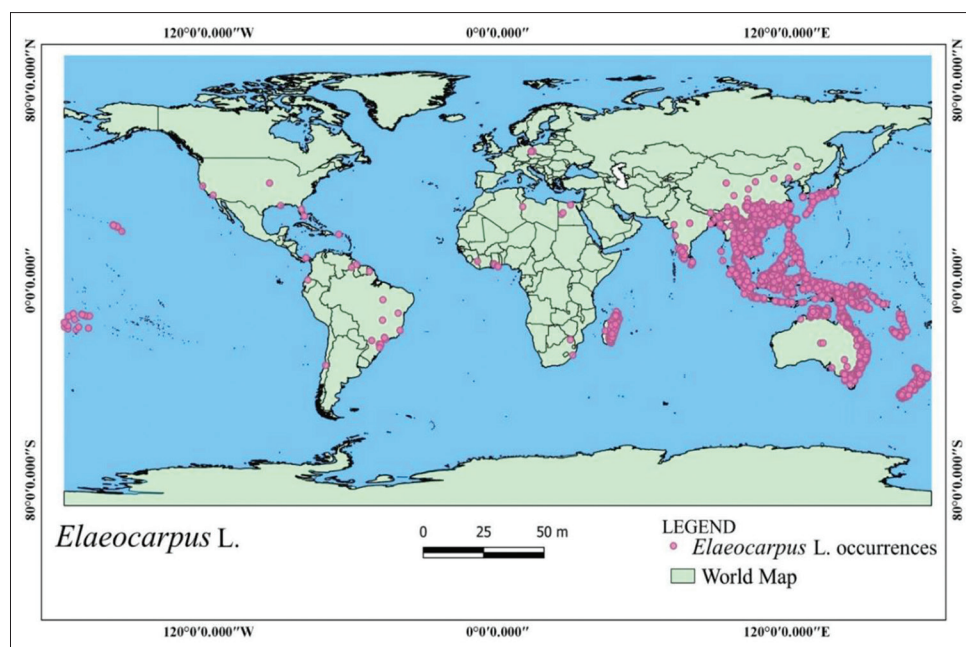 120°0'0.000"W 0°0'0.000" 120°0'0.000"E
80°0'0.000"N
80°0'0.000"N
0°0'0.000"
0°0'0.000"
80°0'0.000"S
80°0'0.000"S
Elaeocarpus L.
0 25 50 m
LEGEND
Elaeocarpus L. occurrences
World Map
120°0'0.000"W 0°0'0.000" 120°0'0.000"E